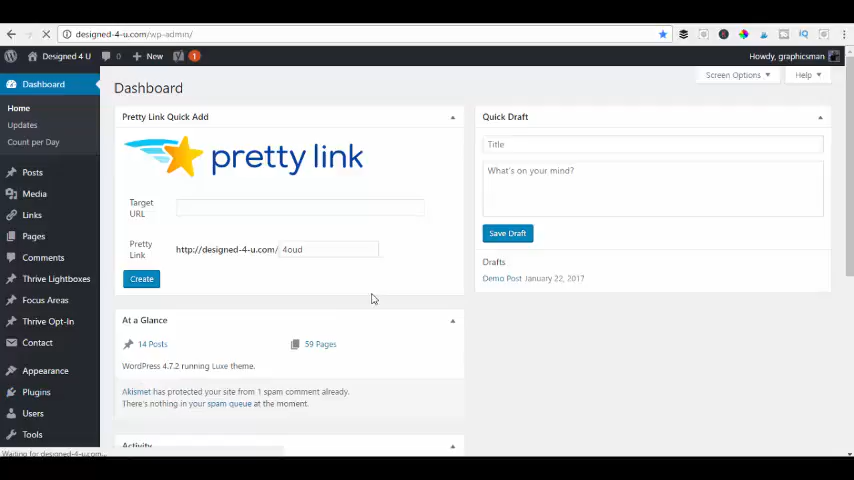 designed-4-u.com/wp-admin/
Designed 4 U
0
New
1
Howdy, graphicsman
Dashboard
Home
Updates
Count per Day
Posts
Media
Links
Pages
Comments
Thrive Lightboxes
Focus Areas
Thrive Opt-In
Contact
Appearance
Plugins
Users
Tools
Dashboard
Screen Options
Help
Pretty Link Quick Add
pretty link
Target
URL
Pretty
Link
http://designed-4-u.com/
4oud
Create
At a Glance
14 Posts
59 Pages
WordPress 4.7.2 running Luxe theme.
Akismet has protected your site from 1 spam comment already.
There's nothing in your spam queue at the moment.
Activity
Quick Draft
Title
What's on your mind?
Save Draft
Drafts
Demo Post January 22, 2017
Waiting for designed-4-u.com...